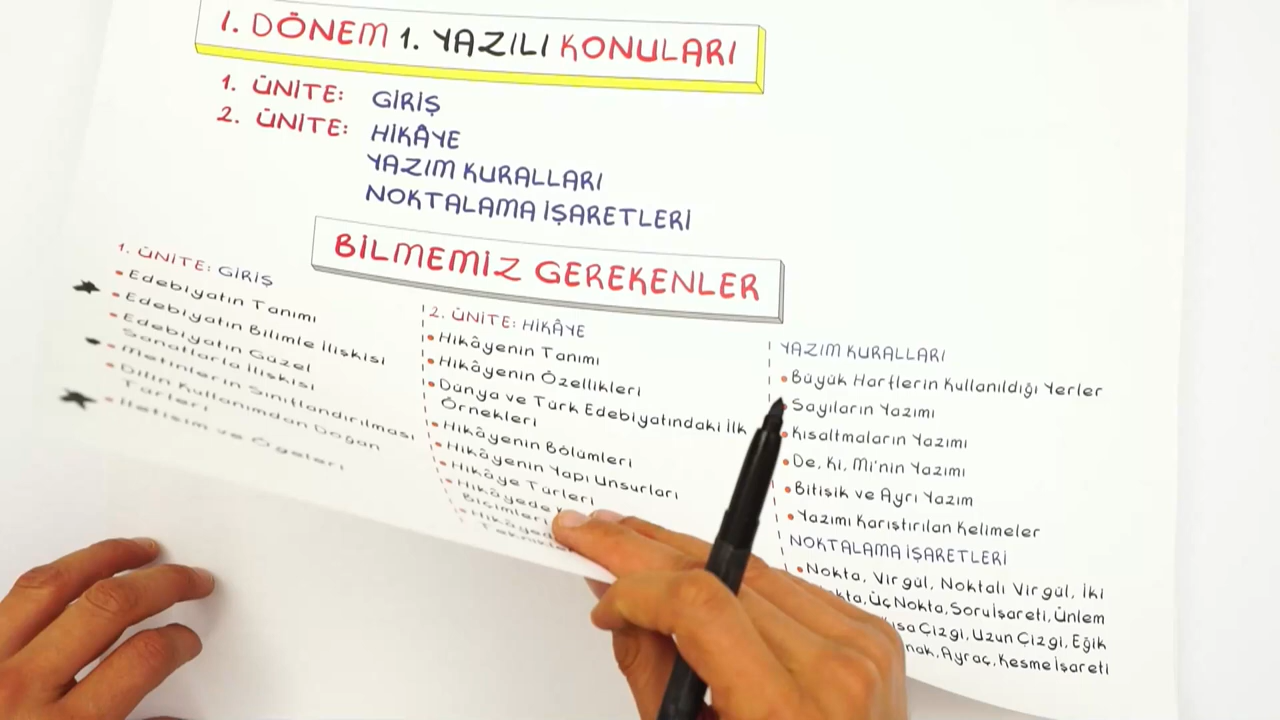 1. DÖNEM 1. YAZILI KONULARI
1. ÜNİTE: GİRİŞ
2. ÜNİTE: HİKÂYE
YAZIM KURALLARI
NOKTALAMA İŞARETLERİ
BİLMEMİZ GEREKENLER
1. ÜNİTE: GİRİŞ
• Edebiyatın Tanımı
• Edebiyatın Bilimle İlişkisi
• Edebiyatın Güzel
Sanatlarla İlişkisi
• Metinlerin Sınıflandırılması
• Dilin Kullanımdan Doğan
Türleri
• İletişim ve Ögeleri
2. ÜNİTE: HİKÂYE
• Hikâyenin Tanımı
• Hikâyenin Özellikleri
• Dünya ve Türk Edebiyatındaki İlk
Örnekleri
• Hikâyenin Bölümleri
• Hikâyenin Yapı Unsurları
• Hikâye Türleri
• Hikâyede
Biçimleri
YAZIM KURALLARI
• Büyük Harflerin Kullanıldığı Yerler
• Sayıların Yazımı
• Kısaltmaların Yazımı
• De, Ki, Mi'nin Yazımı
• Bitişik ve Ayrı Yazım
• Yazımı Karıştırılan Kelimeler
NOKTALAMA İŞARETLERİ
• Nokta, Virgül, Noktalı Virgül, İki
Üç Nokta, Soru İşareti, Ünlem
Çizgi, Uzun Çizgi, Eğik
Ayraç, Kesme İşareti